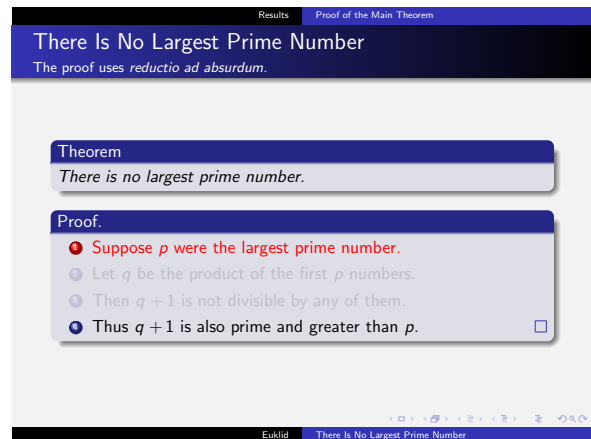 Results Proof of the Main Theorem
There Is No Largest Prime Number
The proof uses reductio ad absurdum.
Theorem
There is no largest prime number.
Proof.
1 Suppose p were the largest prime number.
2 Let q be the product of the first p numbers.
3 Then q + 1 is not divisible by any of them.
4 Thus q + 1 is also prime and greater than p. □
Euklid There Is No Largest Prime Number